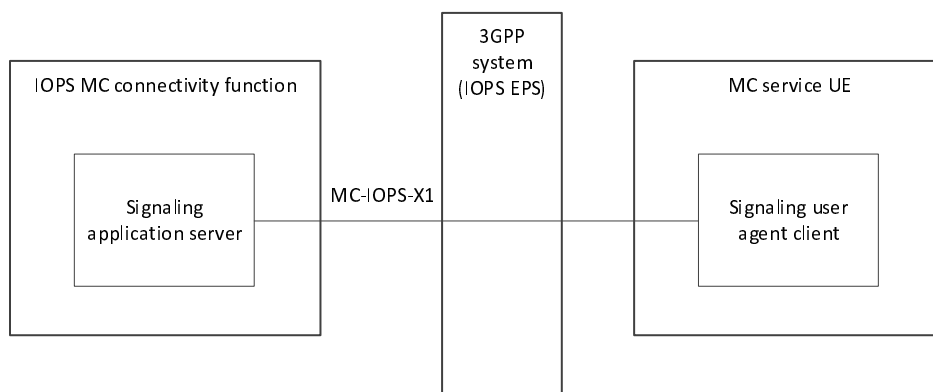 IOPS MC connectivity function
Signaling
application server
MC-IOPS-X1
3GPP
system
(IOPS EPS)
MC service UE
Signaling user
agent client